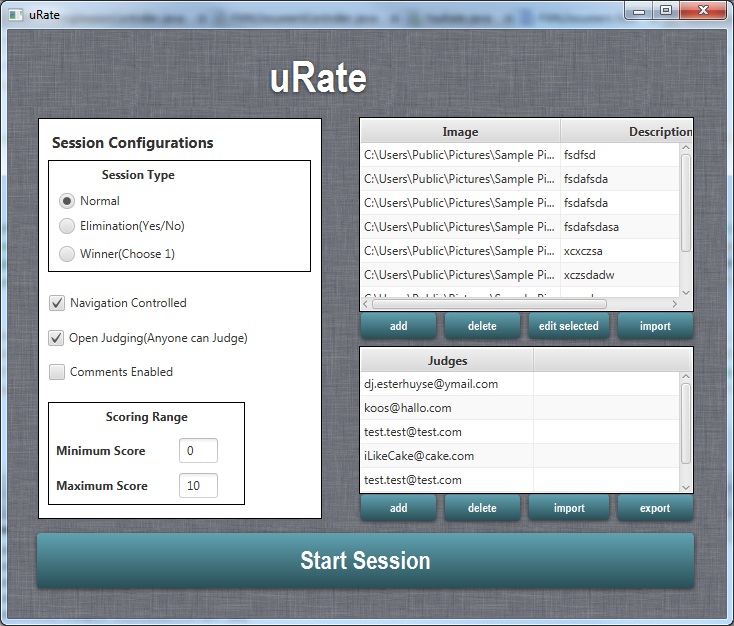 uRate
uRate
Session Configurations
Session Type
Normal
Elimination(Yes/No)
Winner(Choose 1)
Navigation Controlled
Open Judging(Anyone can Judge)
Comments Enabled
Scoring Range
Minimum Score 0
Maximum Score 10
Image Description
C:\Users\Public\Pictures\Sample Pi... fsdfsd
C:\Users\Public\Pictures\Sample Pi... fsdafsda
C:\Users\Public\Pictures\Sample Pi... fsdafsda
C:\Users\Public\Pictures\Sample Pi... fsdafsdasa
C:\Users\Public\Pictures\Sample Pi... xcxczsa
C:\Users\Public\Pictures\Sample Pi... xczsdadw
add delete edit selected import
Judges
dj.esterhuyse@ymail.com
koos@hallo.com
test.test@test.com
iLikeCake@cake.com
test.test@test.com
add delete import export
Start Session